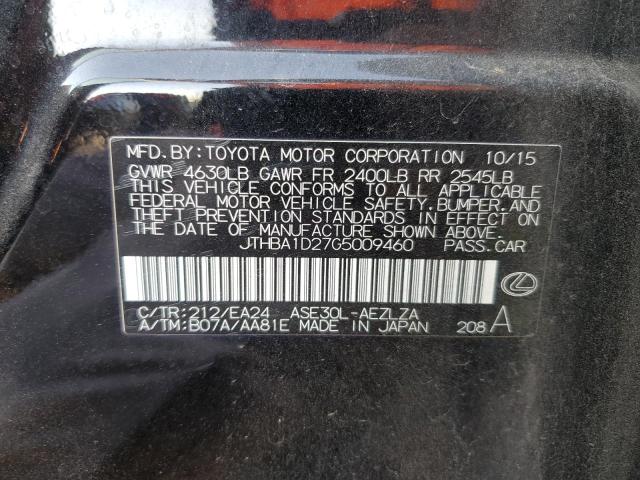 MFD.BY:TOYOTA MOTOR CORPORATION 10/15
GVWR 4630LB GAWR FR 2400LB RR 2545LB
THIS VEHICLE CONFORMS TO ALL APPLICABLE
FEDERAL MOTOR VEHICLE SAFETY,BUMPER,AND
THEFT PREVENTION STANDARDS IN EFFECT ON
THE DATE OF MANUFACTURE SHOWN ABOVE.
JTHBA1D27G5009460 PASS.CAR
C/TR:212/EA24 ASE30L-AEZLZA
A/TM:B07A/AA81E MADE IN JAPAN 208 A